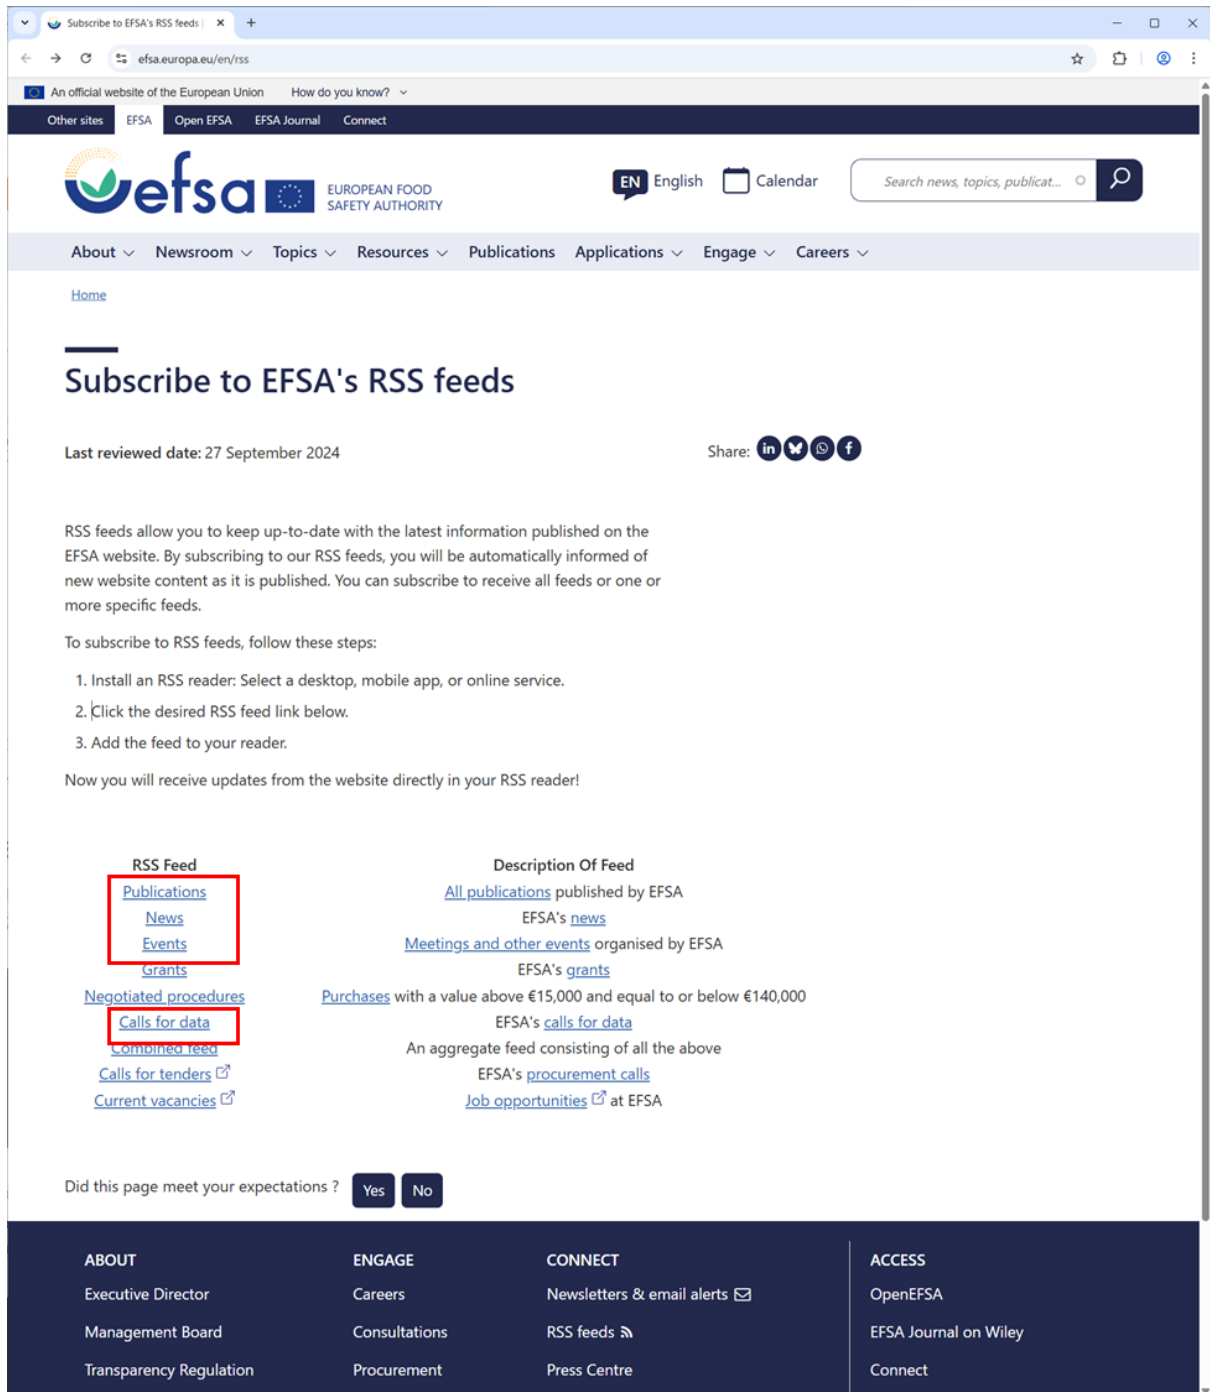 Subscribe to EFSA's RSS feeds |
efsa.europa.eu/en/rss
An official website of the European Union How do you know?
Other sites EFSA Open EFSA EFSA Journal Connect
efsa EUROPEAN FOOD
SAFETY AUTHORITY
EN English Calendar Search news, topics, publicat...
About Newsroom Topics Resources Publications Applications Engage Careers
Home
Subscribe to EFSA's RSS feeds
Last reviewed date: 27 September 2024 Share:
RSS feeds allow you to keep up-to-date with the latest information published on the
EFSA website. By subscribing to our RSS feeds, you will be automatically informed of
new website content as it is published. You can subscribe to receive all feeds or one or
more specific feeds.
To subscribe to RSS feeds, follow these steps:
1. Install an RSS reader: Select a desktop, mobile app, or online service.
2. Click the desired RSS feed link below.
3. Add the feed to your reader.
Now you will receive updates from the website directly in your RSS reader!
RSS Feed Description Of Feed
Publications All publications published by EFSA
News EFSA's news
Events Meetings and other events organised by EFSA
Grants EFSA's grants
Negotiated procedures Purchases with a value above €15,000 and equal to or below €140,000
Calls for data EFSA's calls for data
Combined feed An aggregate feed consisting of all the above
Calls for tenders EFSA's procurement calls
Current vacancies Job opportunities at EFSA
Did this page meet your expectations ? Yes No
ABOUT ENGAGE CONNECT ACCESS
Executive Director Careers Newsletters & email alerts OpenEFSA
Management Board Consultations RSS feeds EFSA Journal on Wiley
Transparency Regulation Procurement Press Centre Connect